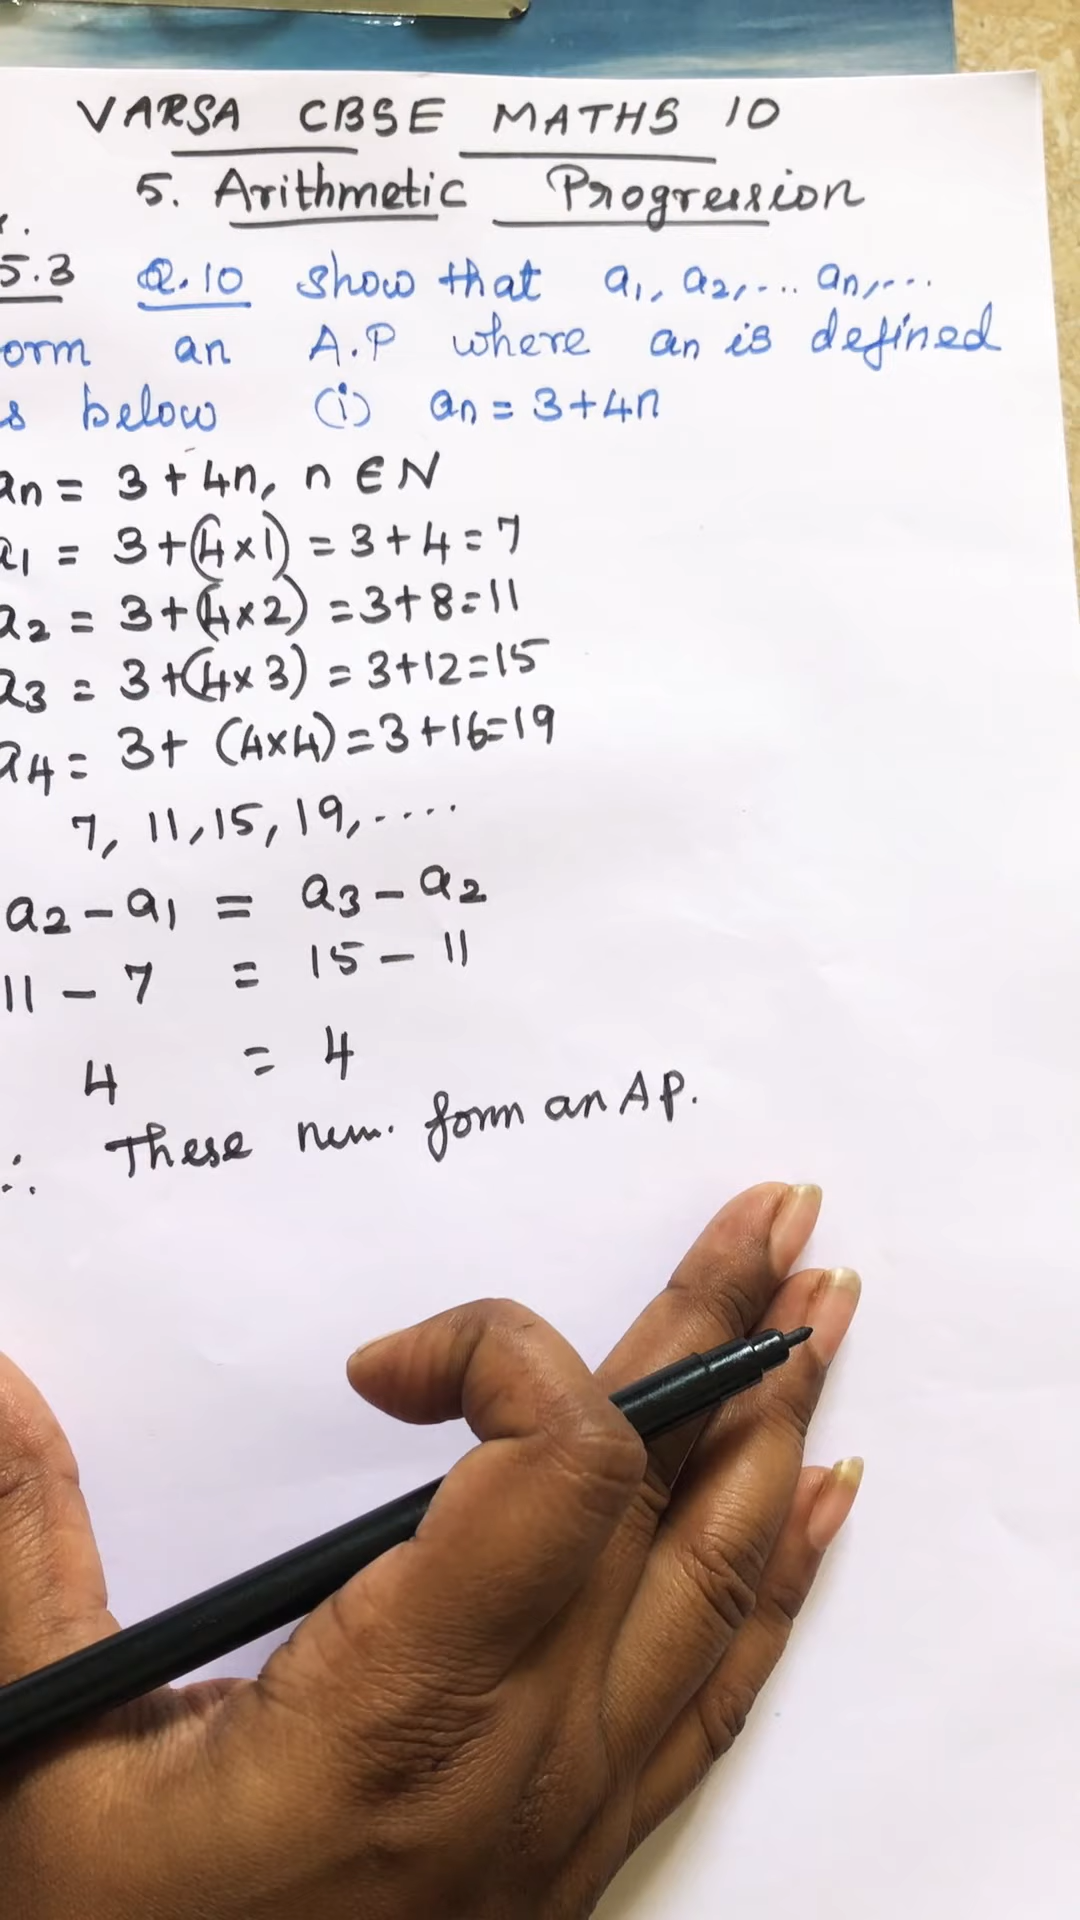 VARSA CBSE MATHS 10
5. Arithmetic Progression
5.3 Q.10 show that a₁, a₂,... aₙ,...
orm an A.P where aₙ is defined
s below (i) aₙ = 3+4n
aₙ = 3+4n, n ∈ N
a₁ = 3+(4×1) = 3+4=7
a₂ = 3+(4×2) = 3+8=11
a₃ = 3+(4×3) = 3+12=15
a₄ = 3+ (4×4)=3+16=19
7, 11, 15, 19, ....
a₂-a₁ = a₃-a₂
11 - 7 = 15 - 11
4 = 4
∴ These num. form an AP.